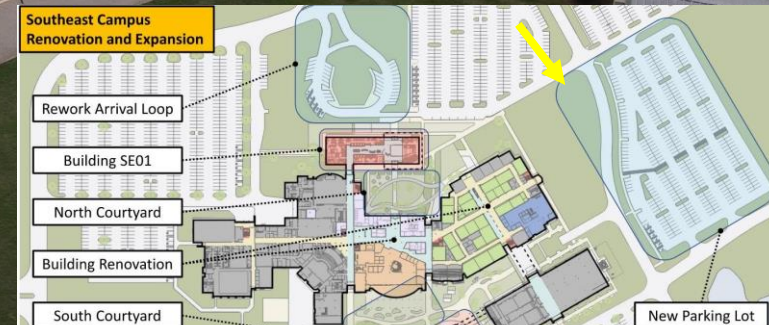 Southeast Campus
Renovation and Expansion
Rework Arrival Loop
Building SE01
North Courtyard
Building Renovation
South Courtyard
New Parking Lot